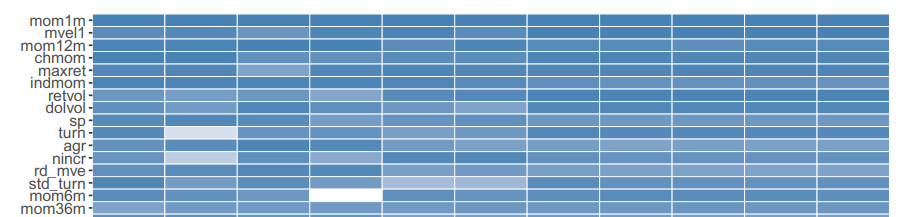 mom1m
mvel1
mom12m
chmom
maxret
indmom
retvol
dolvol
sp
turn
agr
nincr
rd_mve
std_turn
mom6m
mom36m